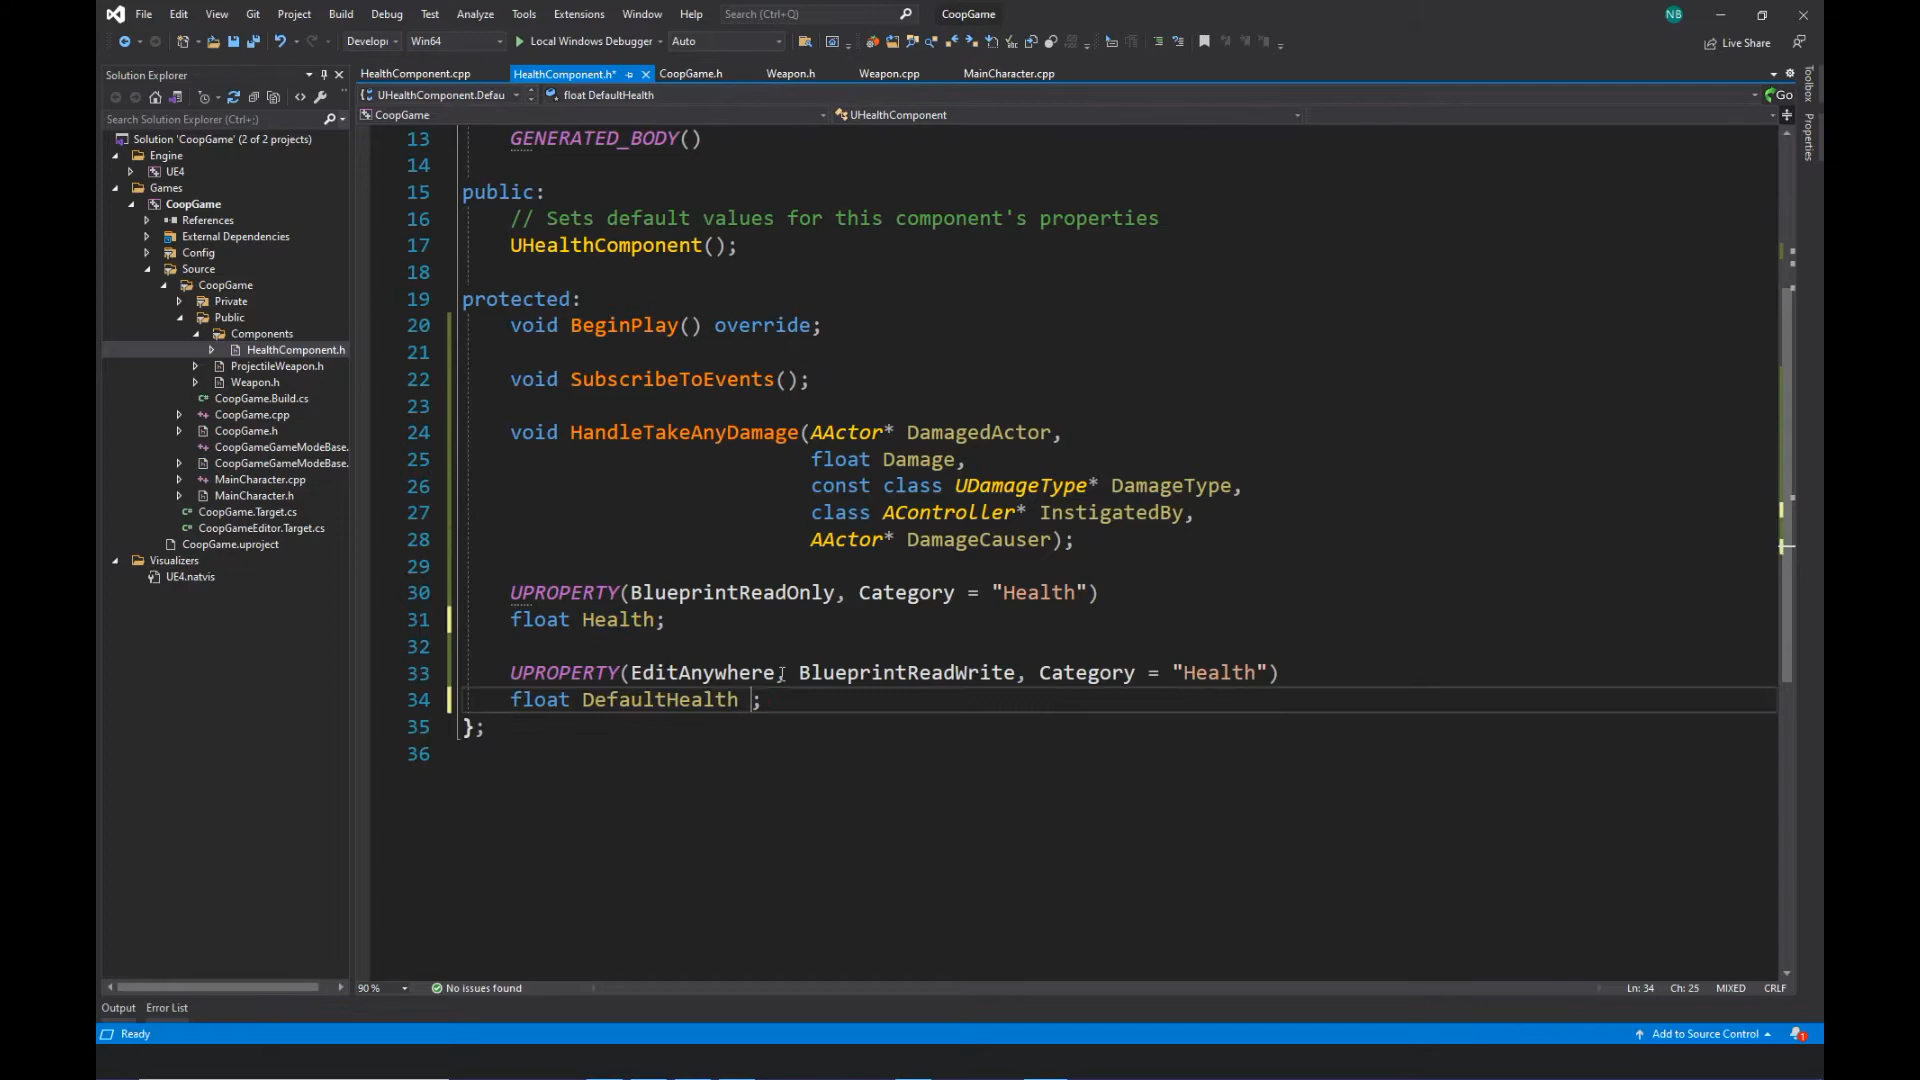 File Edit View Git Project Build Debug Test Analyze Tools Extensions Window Help Search (Ctrl+Q) CoopGame NB
Develop Win64 Local Windows Debugger Auto Live Share
Solution Explorer HealthComponent.cpp HealthComponent.h* CoopGame.h Weapon.h Weapon.cpp MainCharacter.cpp
UHealthComponent.Defau float DefaultHealth Go
CoopGame UHealthComponent
Search Solution Explorer (Ctrl+;)
Solution 'CoopGame' (2 of 2 projects)
Engine
UE4
Games
CoopGame
References
External Dependencies
Config
Source
CoopGame
Private
Public
Components
HealthComponent.h
ProjectileWeapon.h
Weapon.h
CoopGame.Build.cs
CoopGame.cpp
CoopGame.h
CoopGameGameModeBase.
CoopGameGameModeBase.
MainCharacter.cpp
MainCharacter.h
CoopGame.Target.cs
CoopGameEditor.Target.cs
CoopGame.uproject
Visualizers
UE4.natvis
13 GENERATED_BODY()
14
15 public:
16 // Sets default values for this component's properties
17 UHealthComponent();
18
19 protected:
20 void BeginPlay() override;
21
22 void SubscribeToEvents();
23
24 void HandleTakeAnyDamage(AActor* DamagedActor,
25 float Damage,
26 const class UDamageType* DamageType,
27 class AController* InstigatedBy,
28 AActor* DamageCauser);
29
30 UPROPERTY(BlueprintReadOnly, Category = "Health")
31 float Health;
32
33 UPROPERTY(EditAnywhere, BlueprintReadWrite, Category = "Health")
34 float DefaultHealth ;
35 };
36
Toolbox
Properties
90 % No issues found Ln: 34 Ch: 25 MIXED CRLF
Output Error List
Ready Add to Source Control 1